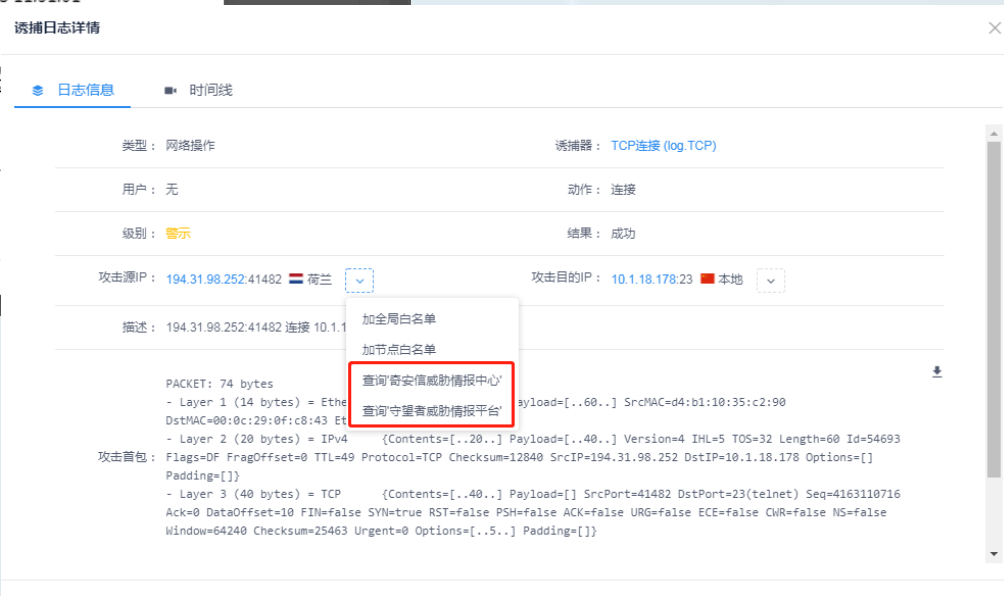 诱捕日志详情
日志信息 时间线
类型： 网络操作 诱捕器： TCP连接 (log.TCP)
用户： 无 动作： 连接
级别： 警示 结果： 成功
攻击源IP： 194.31.98.252:41482 荷兰 攻击目的IP： 10.1.18.178:23 本地
加全局白名单
描述： 194.31.98.252:41482 连接 10.1.1
加节点白名单
查询'奇安信威胁情报中心'
查询'守望者威胁情报平台'
攻击首包：
PACKET: 74 bytes
- Layer 1 (14 bytes) = Ethe ayload=[..60..] SrcMAC=d4:b1:10:35:c2:90
DstMAC=00:0c:29:0f:c8:43 Et
- Layer 2 (20 bytes) = IPv4 {Contents=[..20..] Payload=[..40..] Version=4 IHL=5 TOS=32 Length=60 Id=54693
Flags=DF FragOffset=0 TTL=49 Protocol=TCP Checksum=12840 SrcIP=194.31.98.252 DstIP=10.1.18.178 Options=[]
Padding=[]}
- Layer 3 (40 bytes) = TCP {Contents=[..40..] Payload=[] SrcPort=41482 DstPort=23(telnet) Seq=4163110716
Ack=0 DataOffset=10 FIN=false SYN=true RST=false PSH=false ACK=false URG=false ECE=false CWR=false NS=false
Window=64240 Checksum=25463 Urgent=0 Options=[..5..] Padding=[]}